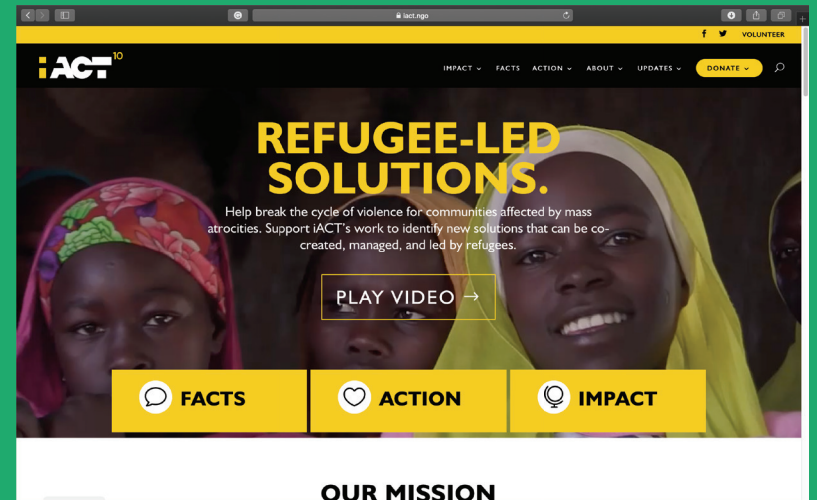 iact.ngo
VOLUNTEER
iACT10
IMPACT
FACTS
ACTION
ABOUT
UPDATES
DONATE
REFUGEE-LED
SOLUTIONS.
Help break the cycle of violence for communities affected by mass
atrocities. Support iACT's work to identify new solutions that can be co-
created, managed, and led by refugees.
PLAY VIDEO →
FACTS
ACTION
IMPACT
OUR MISSION